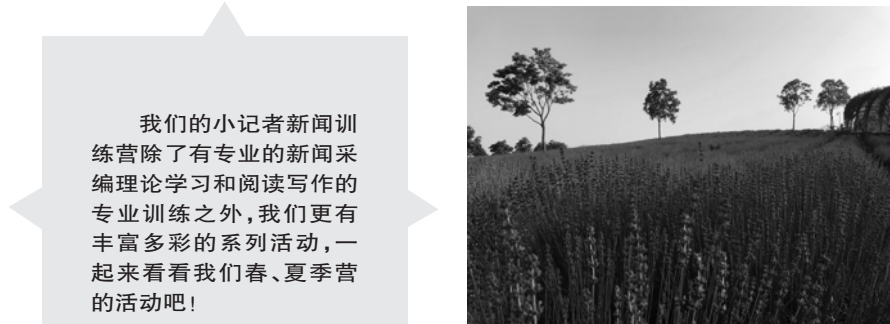 我们的小记者新闻训
练营除了有专业的新闻采
编理论学习和阅读写作的
专业训练之外,我们更有
丰富多彩的系列活动,一
起来看看我们春、夏季营
的活动吧!